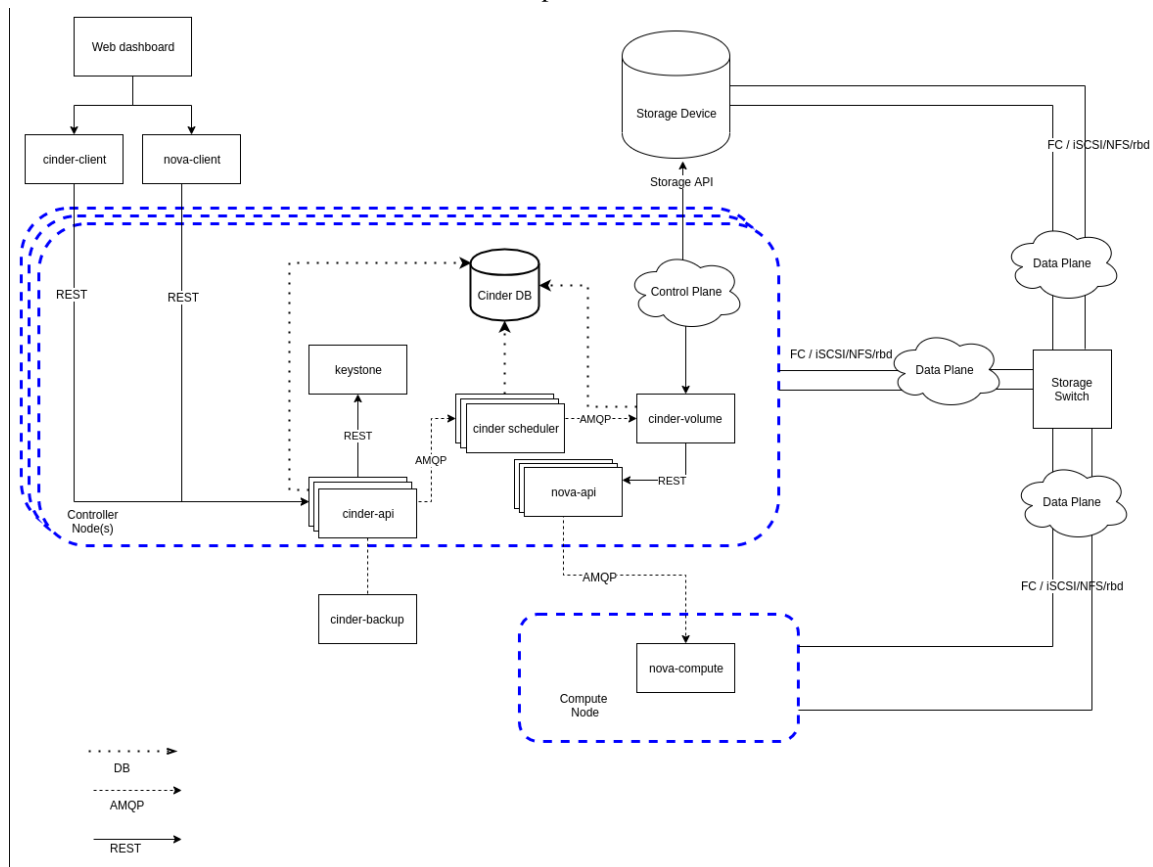 Web dashboard
cinder-client
nova-client
Storage Device
FC / iSCSI/NFS/rbd
Storage API
REST
REST
Cinder DB
Control Plane
Data Plane
keystone
FC / iSCSI/NFS/rbd
Data Plane
Storage
Switch
cinder scheduler
AMQP
cinder-volume
REST
AMQP
nova-api
REST
Data Plane
cinder-api
Controller
Node(s)
AMQP
FC / iSCSI/NFS/rbd
cinder-backup
nova-compute
Compute
Node
DB
AMQP
REST